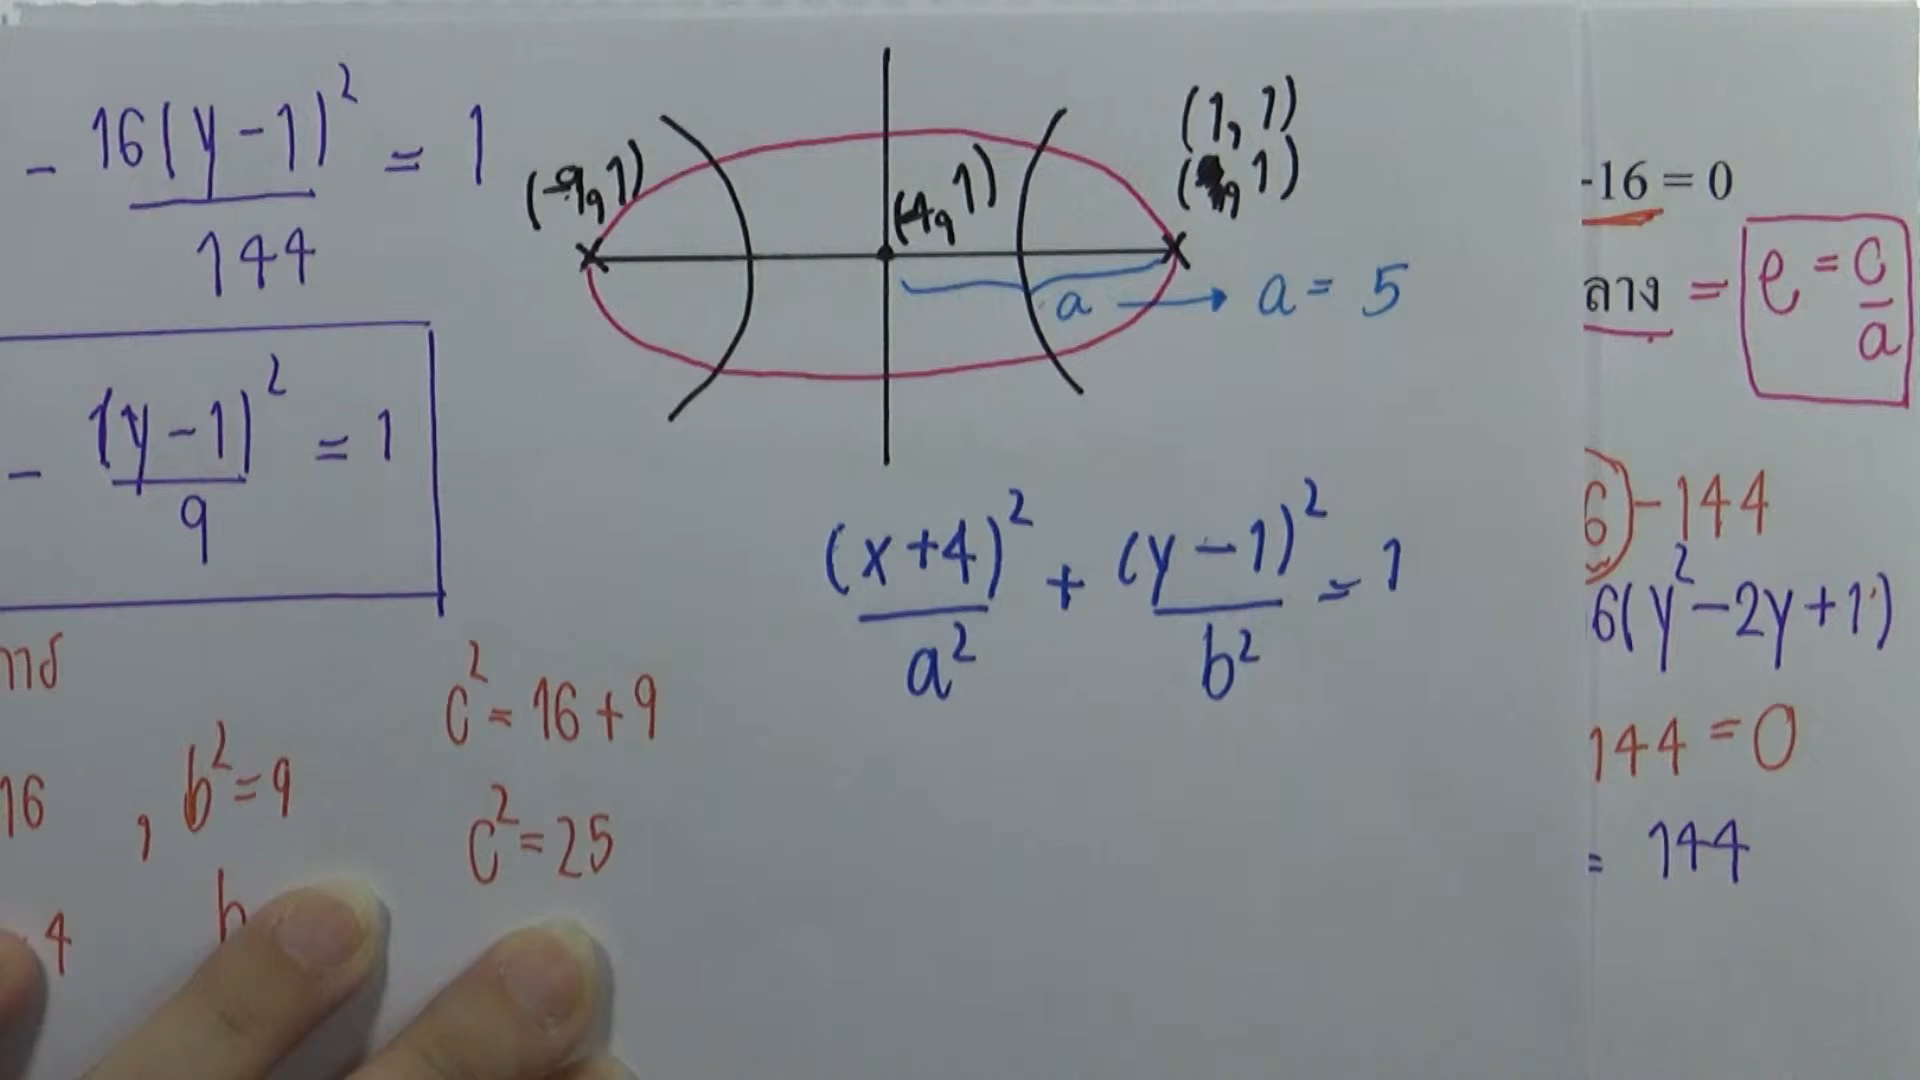 - 16(y-1)² = 1
144
- (y-1)² = 1
9
16 , b² = 9
4
c² = 16 + 9
c² = 25
(-9, 1)
(-4, 1)
(1, 1)
( , 1)
a → a = 5
(x+4)² + (y-1)² = 1
a² b²
-16 = 0
ลาง = e = c
a
6) - 144
6(y² - 2y + 1)
144 = 0
= 144